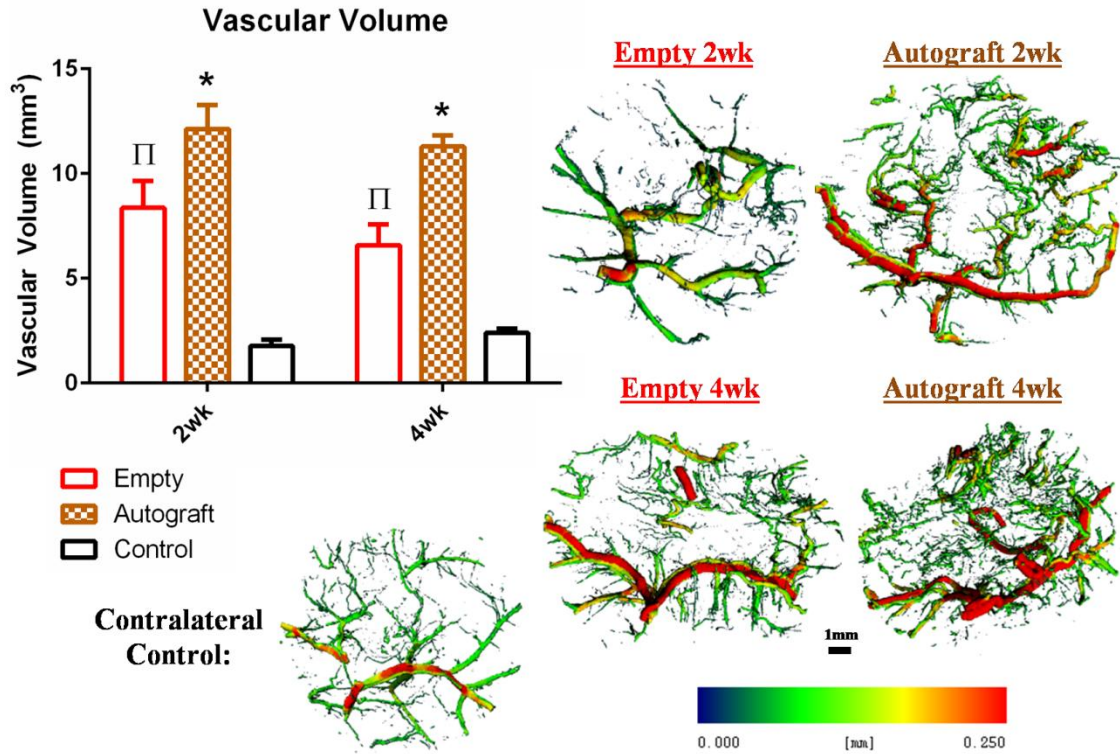 Vascular Volume
Vascular Volume (mm³)
15
10
5
0
*
*
Π
Π
2wk
4wk
Empty
Autograft
Control
Empty 2wk
Autograft 2wk
Empty 4wk
Autograft 4wk
Contralateral
Control:
1mm
0.000 [mm] 0.250